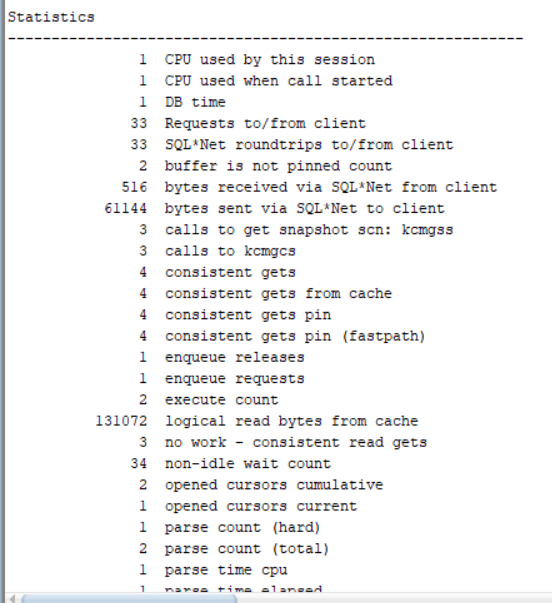 Statistics
-----------------------------------------------------------
1 CPU used by this session
1 CPU used when call started
1 DB time
33 Requests to/from client
33 SQL*Net roundtrips to/from client
2 buffer is not pinned count
516 bytes received via SQL*Net from client
61144 bytes sent via SQL*Net to client
3 calls to get snapshot scn: kcmgss
3 calls to kcmgcs
4 consistent gets
4 consistent gets from cache
4 consistent gets pin
4 consistent gets pin (fastpath)
1 enqueue releases
1 enqueue requests
2 execute count
131072 logical read bytes from cache
3 no work - consistent read gets
34 non-idle wait count
2 opened cursors cumulative
1 opened cursors current
1 parse count (hard)
2 parse count (total)
1 parse time cpu
1 parse time elapsed